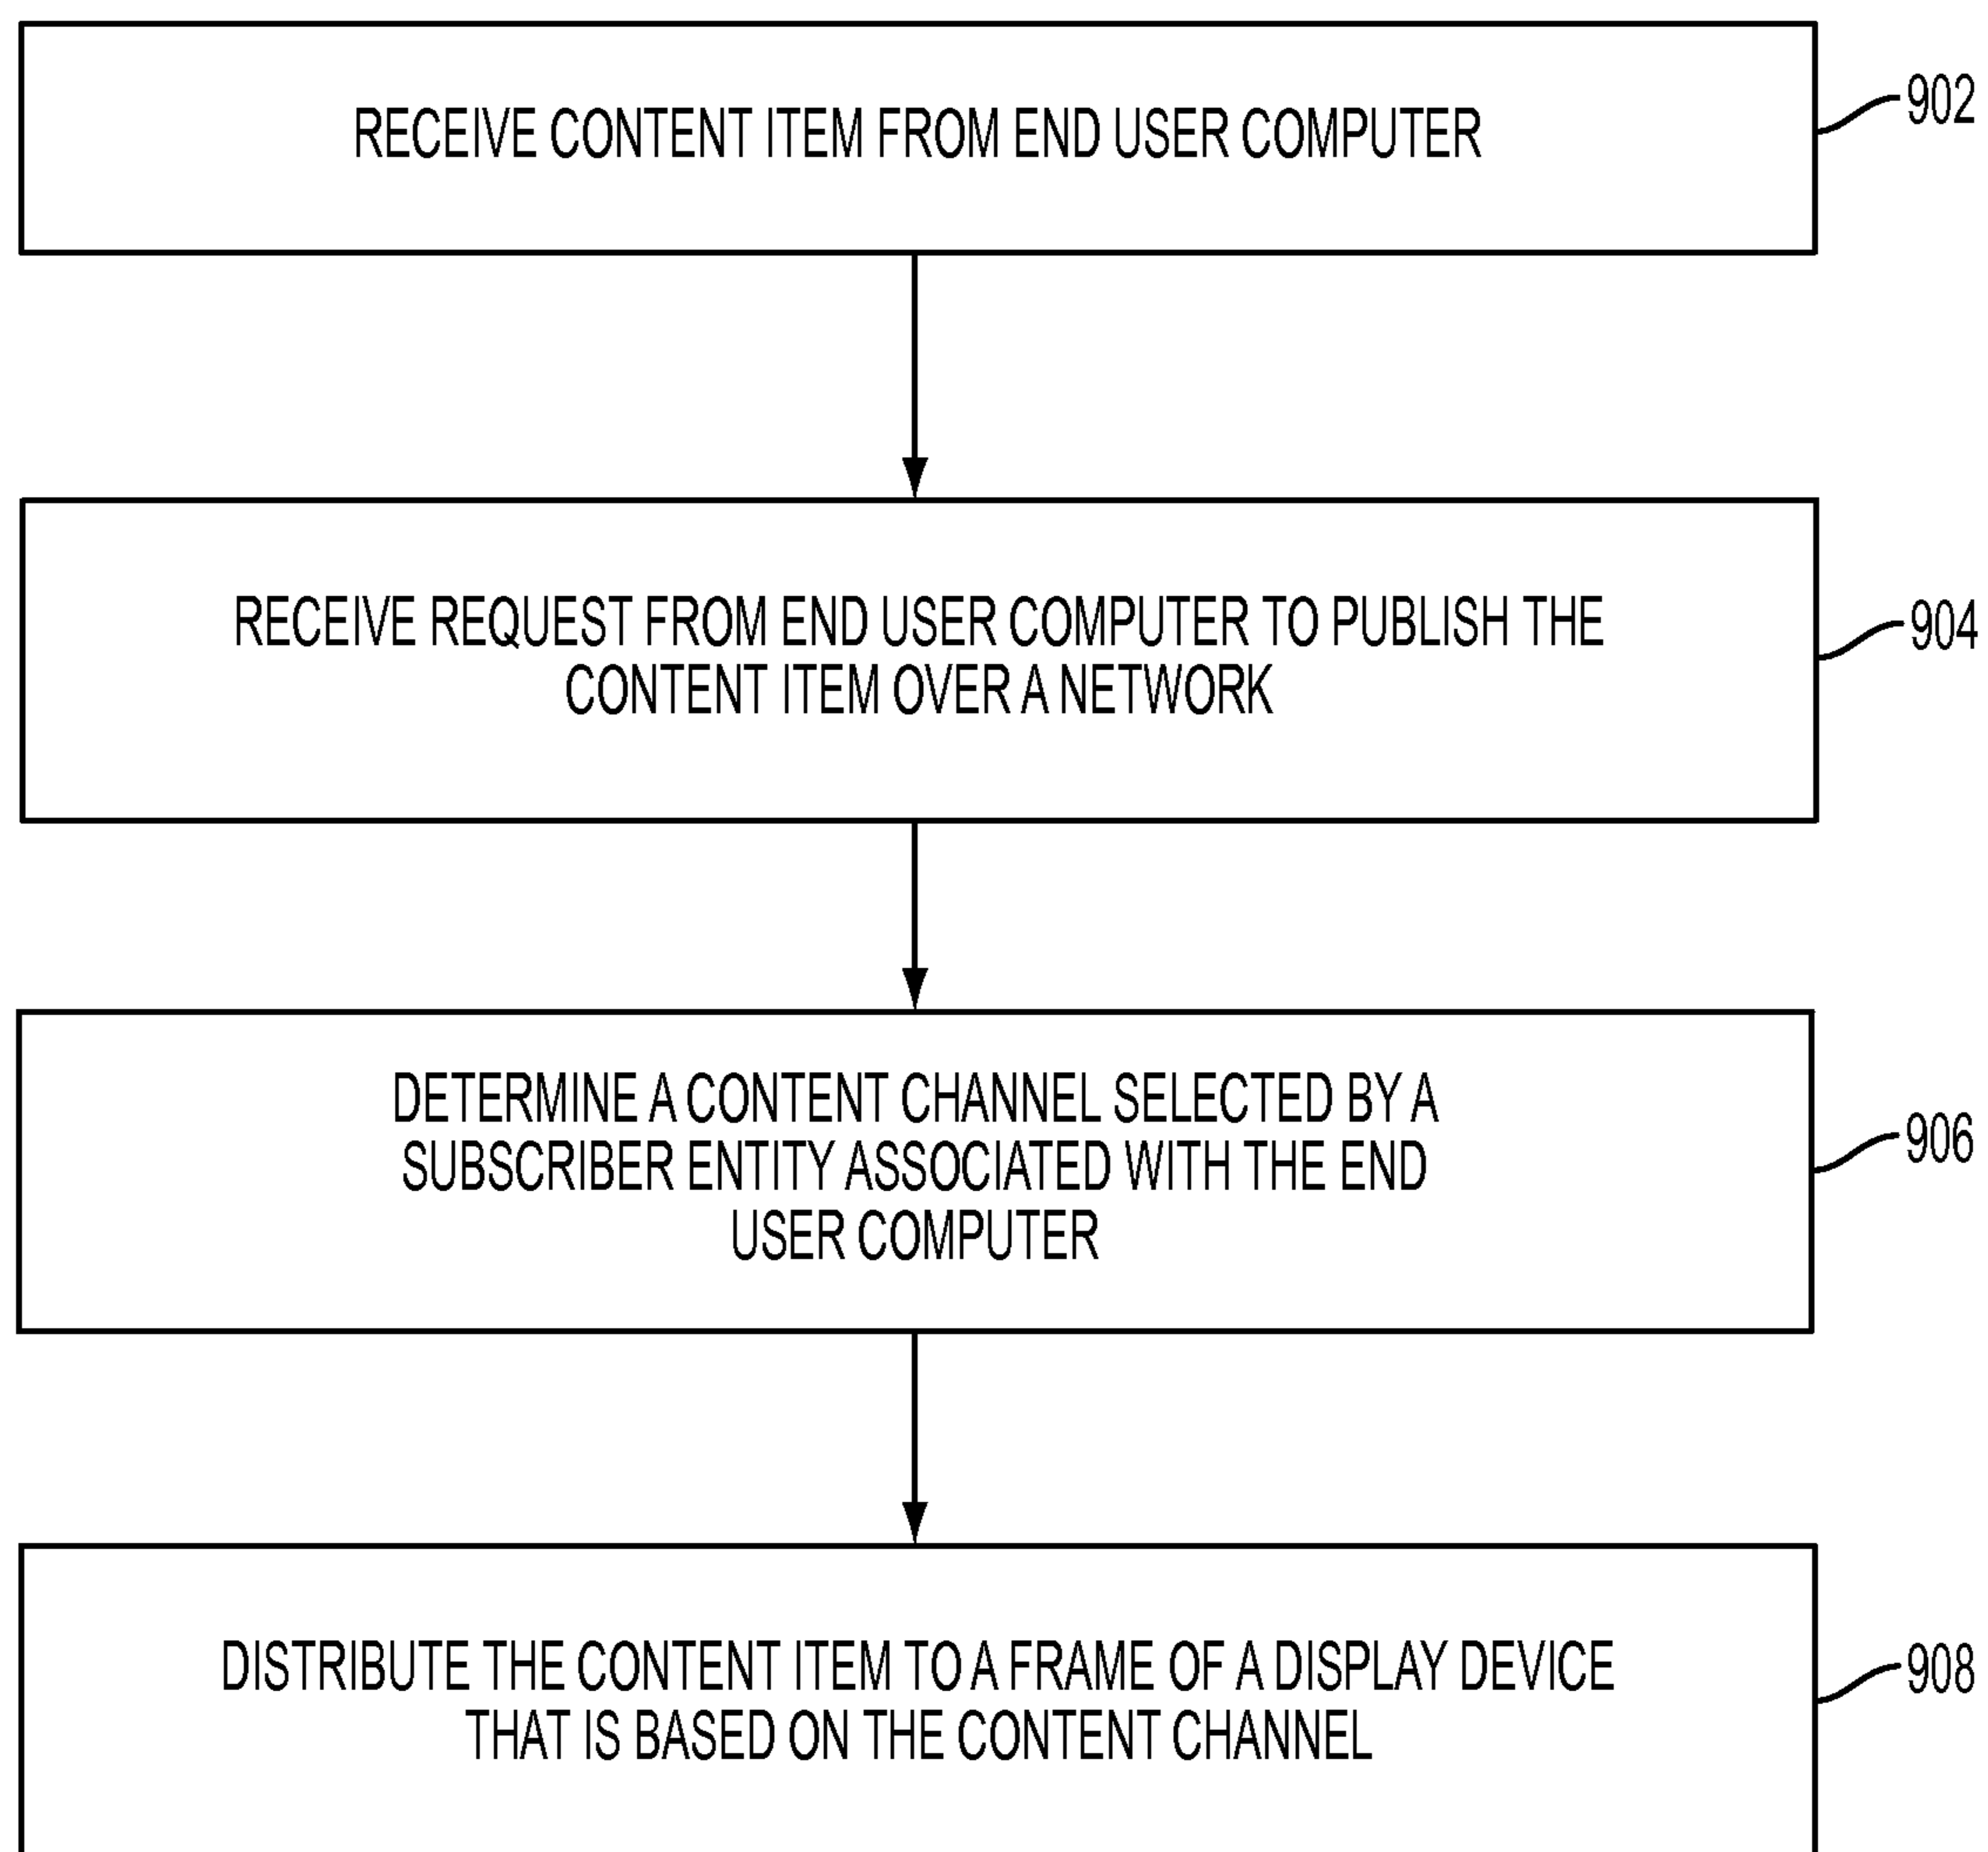 RECEIVE CONTENT ITEM FROM END USER COMPUTER
902
RECEIVE REQUEST FROM END USER COMPUTER TO PUBLISH THE
CONTENT ITEM OVER A NETWORK
904
DETERMINE A CONTENT CHANNEL SELECTED BY A
SUBSCRIBER ENTITY ASSOCIATED WITH THE END
USER COMPUTER
906
DISTRIBUTE THE CONTENT ITEM TO A FRAME OF A DISPLAY DEVICE
THAT IS BASED ON THE CONTENT CHANNEL
908